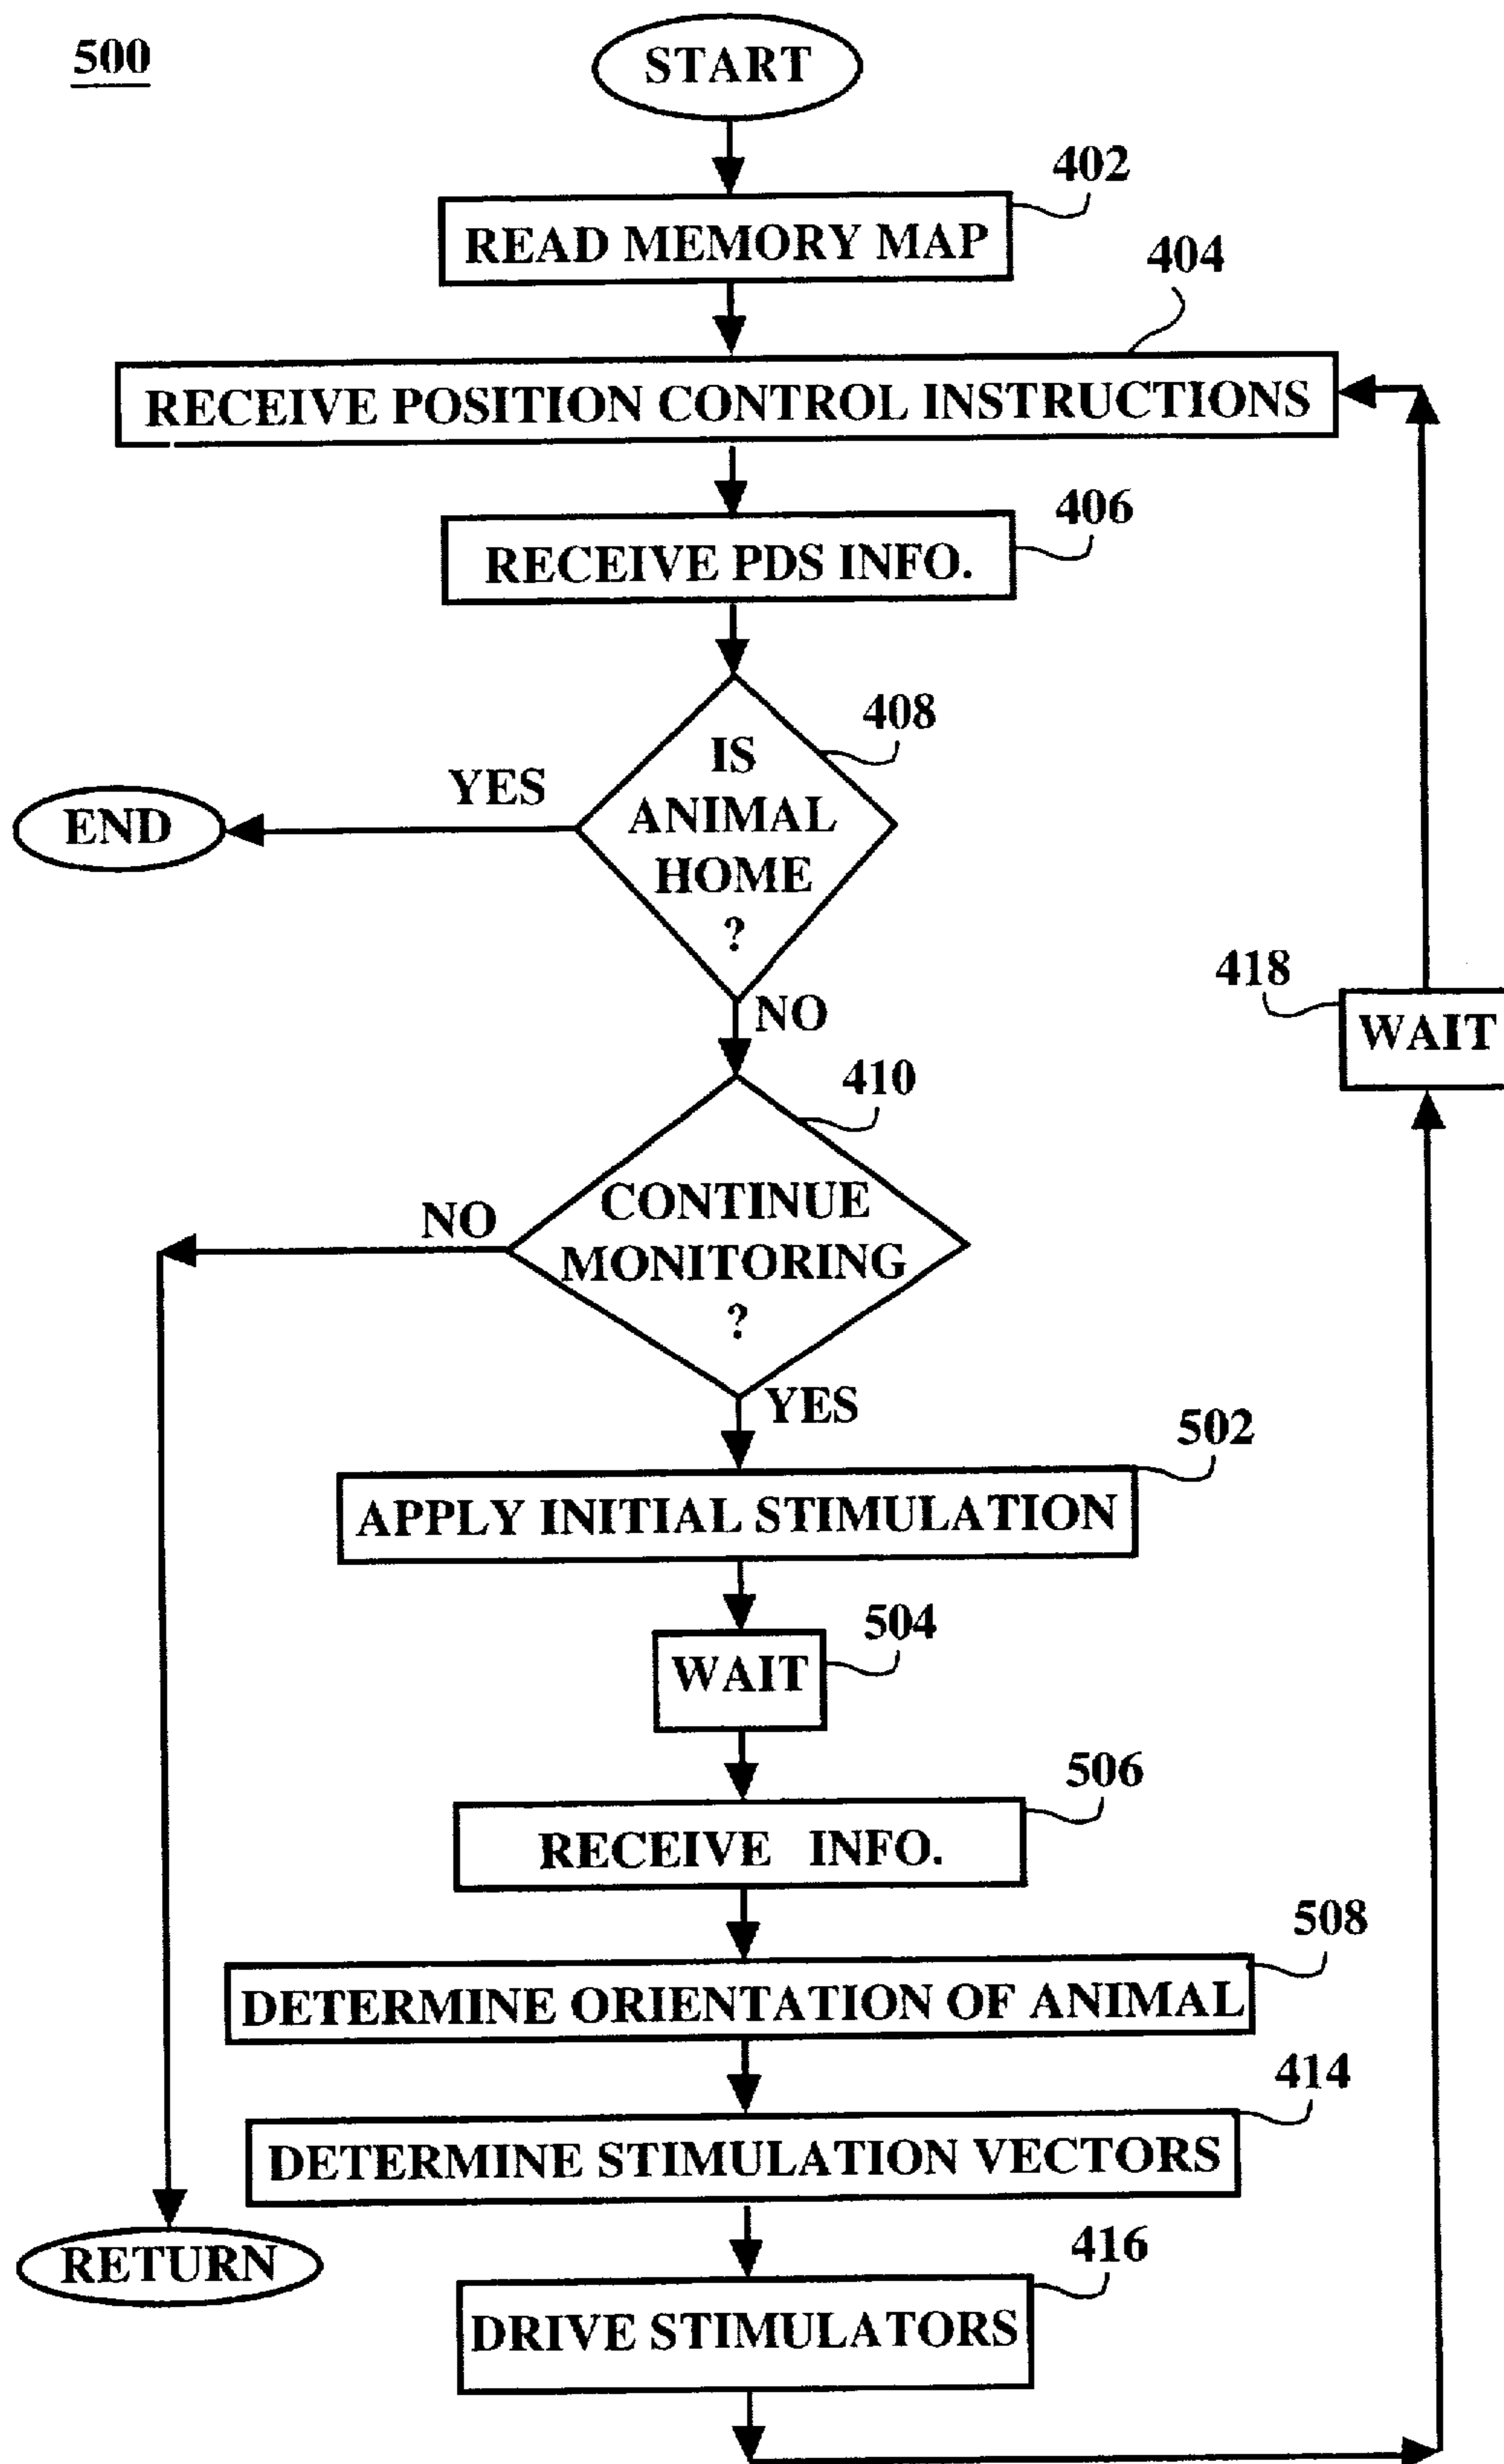 500
START
402
READ MEMORY MAP
404
RECEIVE POSITION CONTROL INSTRUCTIONS
406
RECEIVE PDS INFO.
408
IS
ANIMAL
HOME
?
YES
END
NO
418
WAIT
410
CONTINUE
MONITORING
?
NO
YES
502
APPLY INITIAL STIMULATION
504
WAIT
506
RECEIVE INFO.
508
DETERMINE ORIENTATION OF ANIMAL
414
DETERMINE STIMULATION VECTORS
RETURN
416
DRIVE STIMULATORS